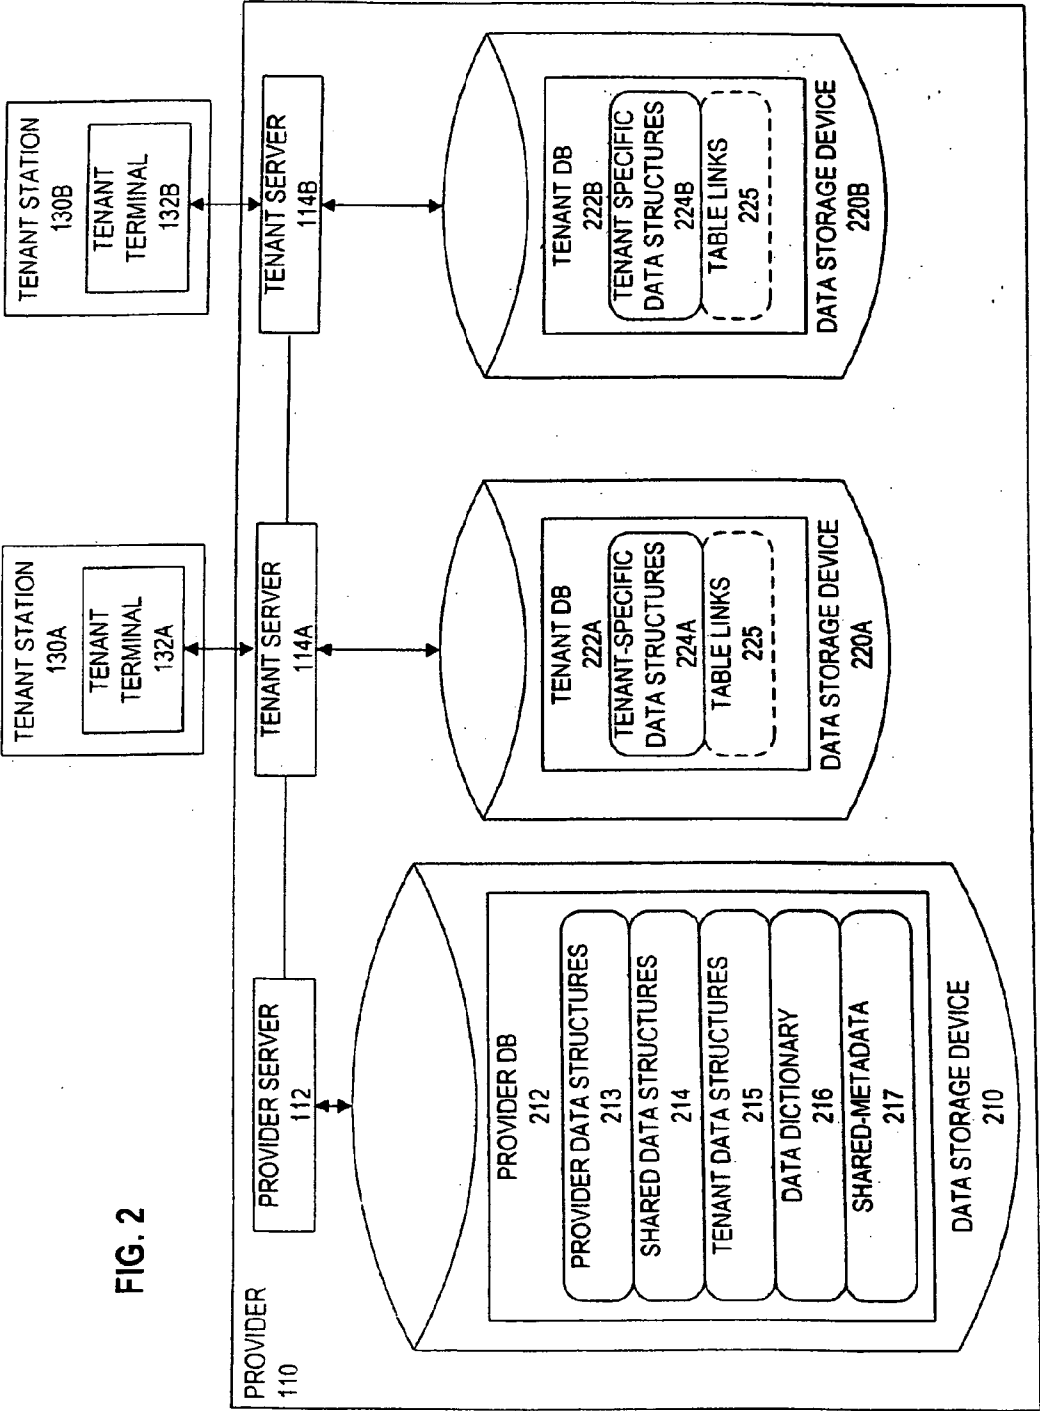 FIG. 2
PROVIDER
110
PROVIDER SERVER
112
PROVIDER DB
212
PROVIDER DATA STRUCTURES
213
SHARED DATA STRUCTURES
214
TENANT DATA STRUCTURES
215
DATA DICTIONARY
216
SHARED-METADATA
217
DATA STORAGE DEVICE
210
TENANT STATION
130A
TENANT
TERMINAL
132A
TENANT SERVER
114A
TENANT DB
222A
TENANT-SPECIFIC
DATA STRUCTURES
224A
TABLE LINKS
225
DATA STORAGE DEVICE
220A
TENANT STATION
130B
TENANT
TERMINAL
132B
TENANT SERVER
114B
TENANT DB
222B
TENANT SPECIFIC
DATA STRUCTURES
224B
TABLE LINKS
225
DATA STORAGE DEVICE
220B